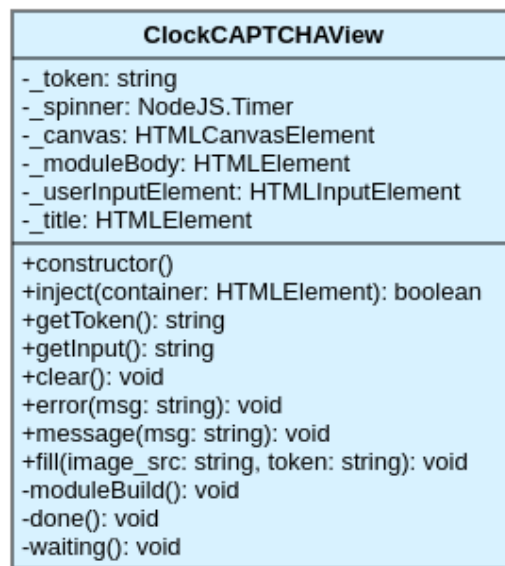 ClockCAPTCHAView
-_token: string
-_spinner: NodeJS.Timer
-_canvas: HTMLCanvasElement
-_moduleBody: HTMLElement
-_userInputElement: HTMLInputElement
-_title: HTMLElement
+constructor()
+inject(container: HTMLElement): boolean
+getToken(): string
+getInput(): string
+clear(): void
+error(msg: string): void
+message(msg: string): void
+fill(image_src: string, token: string): void
-moduleBuild(): void
-done(): void
-waiting(): void